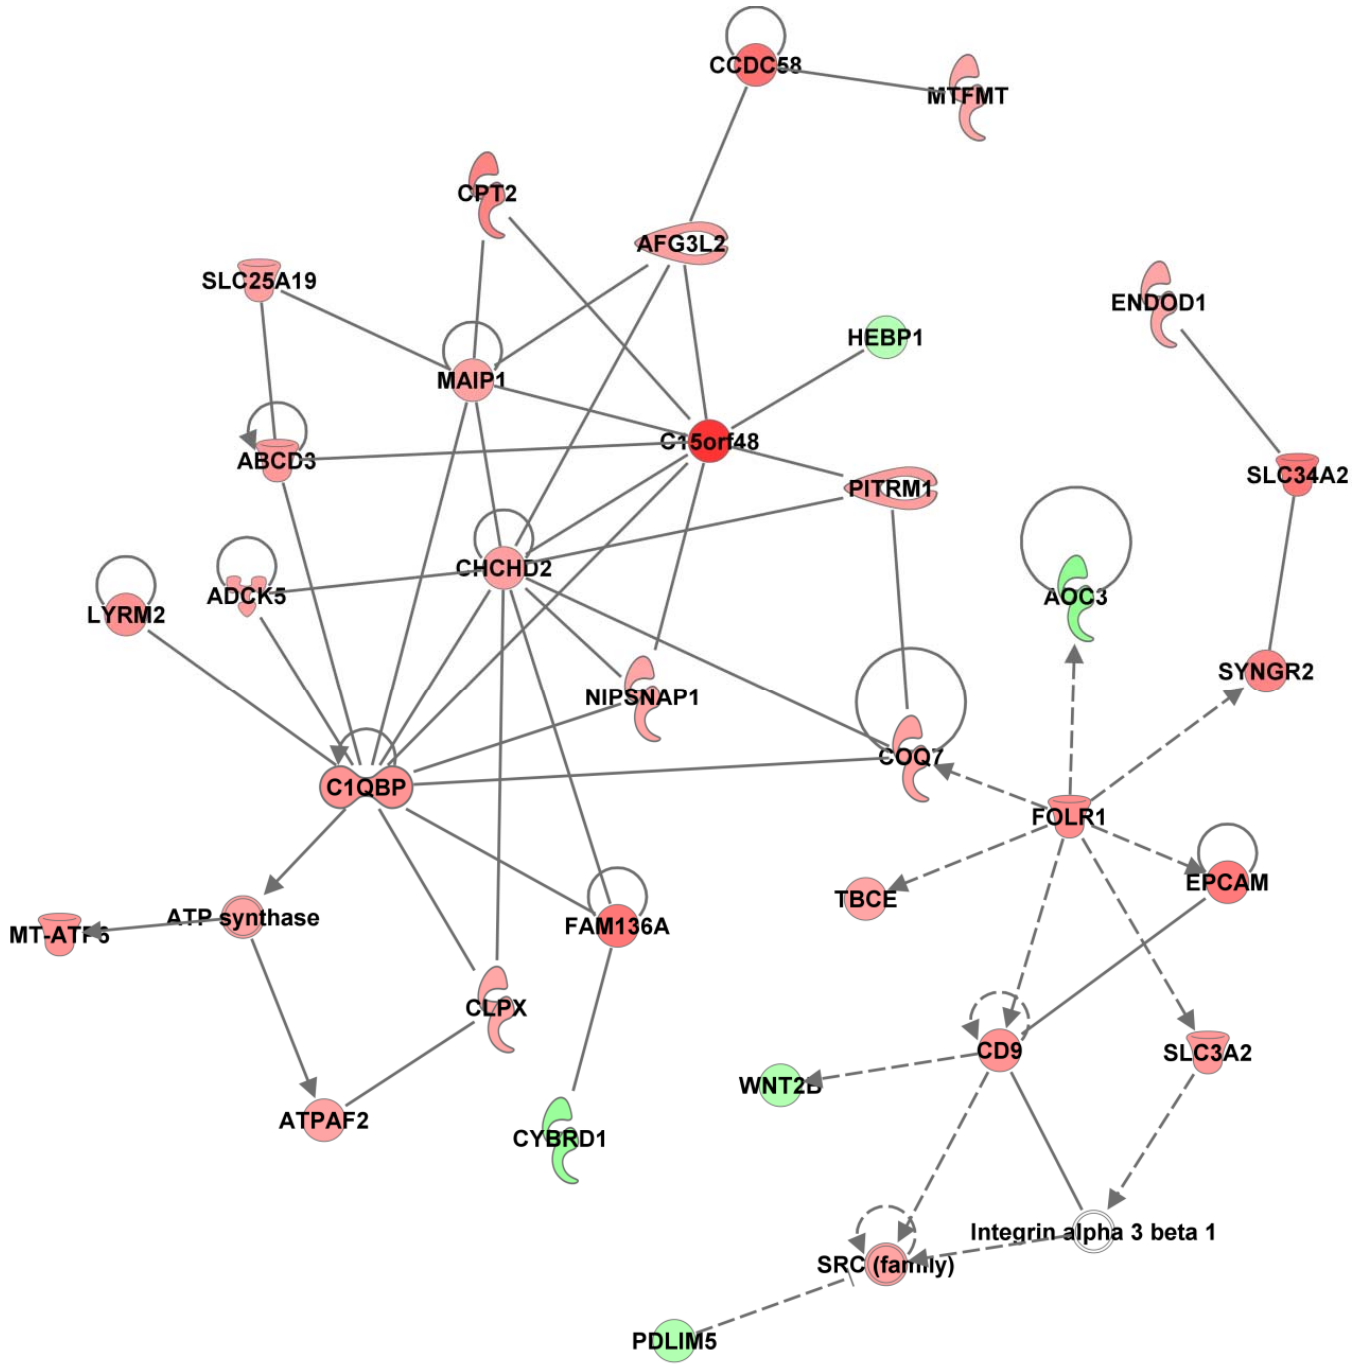 CCDC58
MTFMT
CPT2
AFG3L2
SLC25A19
ENDOD1
HEBP1
MAIP1
C15orf48
ABCD3
SLC34A2
PITRM1
CHCHD2
ADCK5
AOC3
LYRM2
SYNGR2
NIPSNAP1
COQ7
C1QBP
FOLR1
EPCAM
TBCE
ATP synthase
FAM136A
MT-ATP6
CLPX
CD9
SLC3A2
WNT2B
ATPAF2
CYBRD1
Integrin alpha 3 beta 1
SRC (family)
PDLIM5